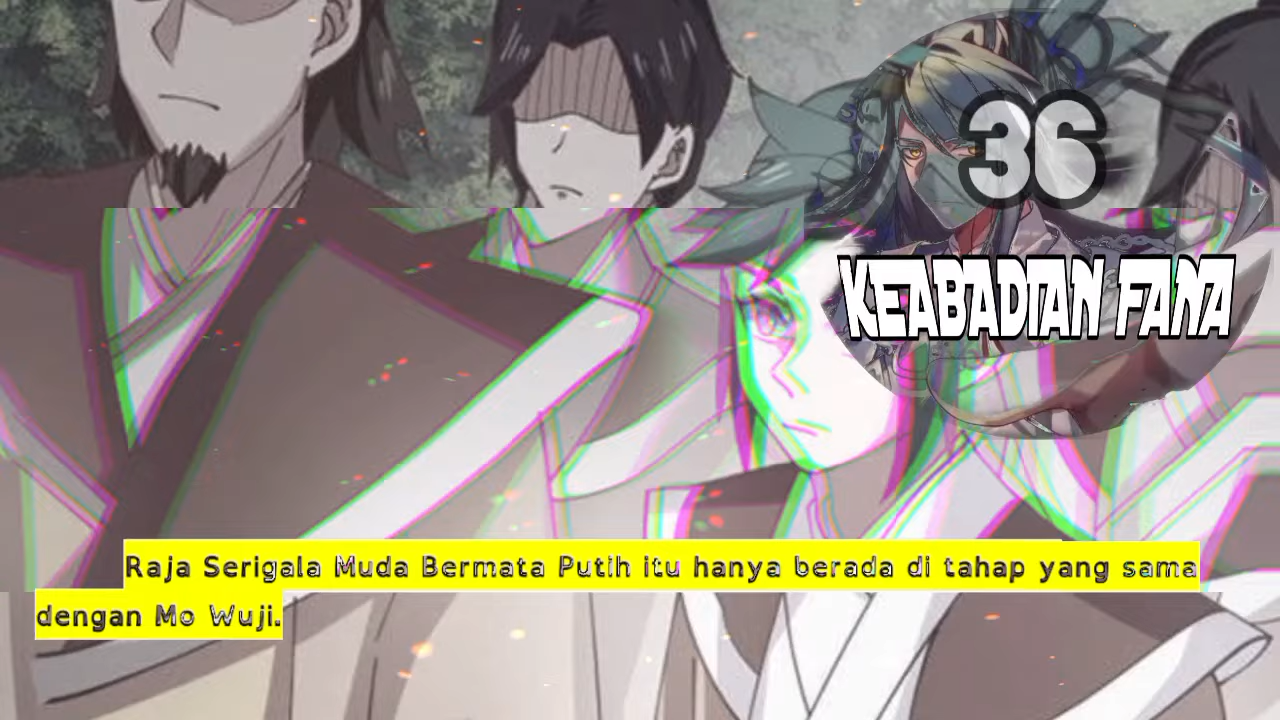 36
KEABADIAN FANA
Raja Serigala Muda Bermata Putih itu hanya berada di tahap yang sama
dengan Mo Wuji.